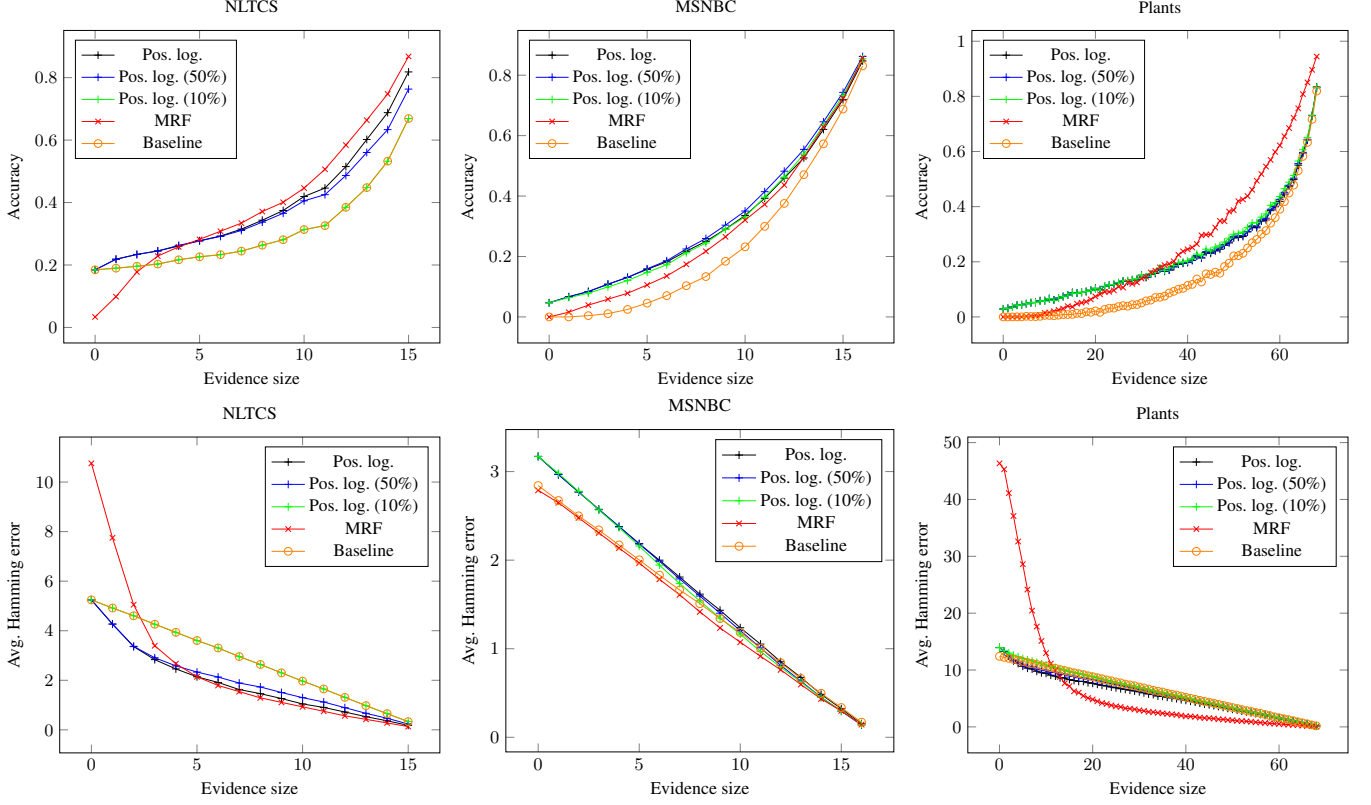 NLTCS
Pos. log.
Pos. log. (50%)
Pos. log. (10%)
MRF
Baseline
0
0.2
0.4
0.6
0.8
Accuracy
0
5
10
15
Evidence size
MSNBC
Pos. log.
Pos. log. (50%)
Pos. log. (10%)
MRF
Baseline
0
0.2
0.4
0.6
0.8
Accuracy
0
5
10
15
Evidence size
Plants
Pos. log.
Pos. log. (50%)
Pos. log. (10%)
MRF
Baseline
0
0.2
0.4
0.6
0.8
1
Accuracy
0
20
40
60
Evidence size
NLTCS
Pos. log.
Pos. log. (50%)
Pos. log. (10%)
MRF
Baseline
0
2
4
6
8
10
Avg. Hamming error
0
5
10
15
Evidence size
MSNBC
Pos. log.
Pos. log. (50%)
Pos. log. (10%)
MRF
Baseline
0
1
2
3
Avg. Hamming error
0
5
10
15
Evidence size
Plants
Pos. log.
Pos. log. (50%)
Pos. log. (10%)
MRF
Baseline
0
10
20
30
40
50
Avg. Hamming error
0
20
40
60
Evidence size